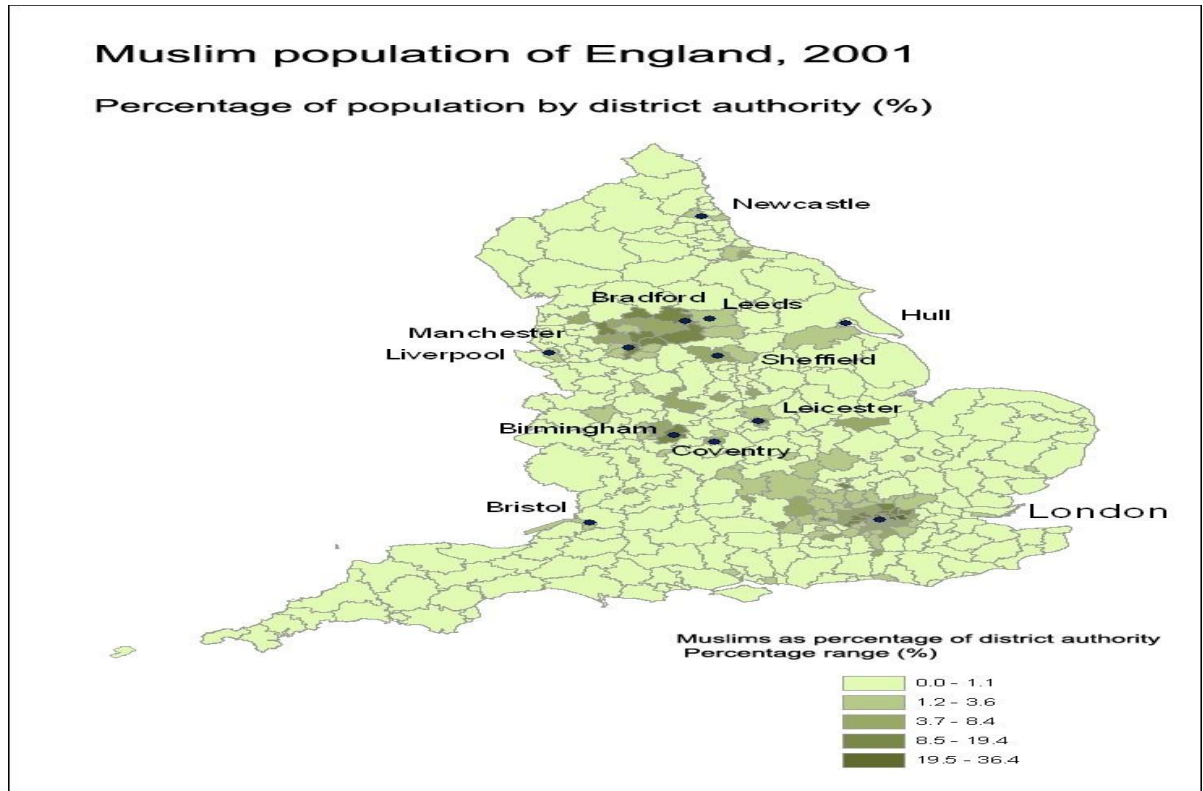 Muslim population of England, 2001
Percentage of population by district authority (%)
Newcastle
Bradford
Leeds
Hull
Manchester
Liverpool
Sheffield
Leicester
Birmingham
Coventry
Bristol
London
Muslims as percentage of district authority
Percentage range (%)
0.0 - 1.1
1.2 - 3.6
3.7 - 8.4
8.5 - 19.4
19.5 - 36.4